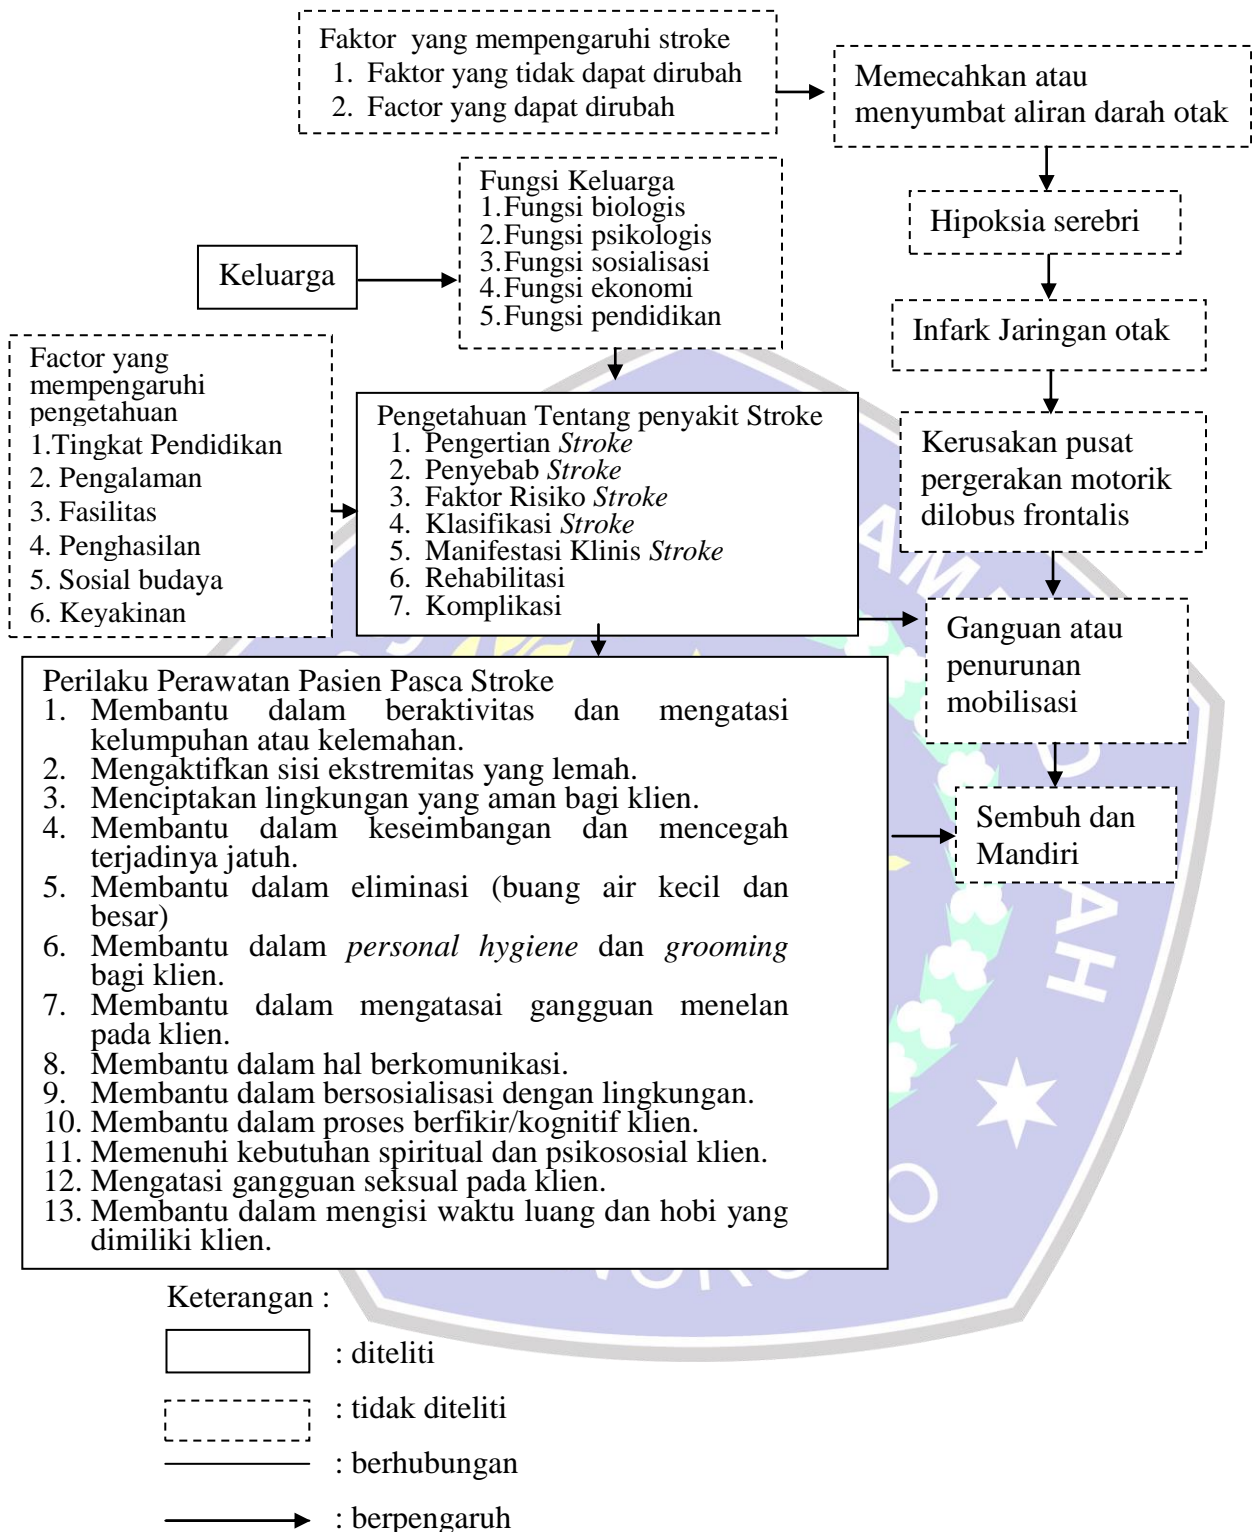 Faktor yang mempengaruhi stroke
1. Faktor yang tidak dapat dirubah
2. Factor yang dapat dirubah
Memecahkan atau
menyumbat aliran darah otak
Fungsi Keluarga
1.Fungsi biologis
2.Fungsi psikologis
3.Fungsi sosialisasi
4.Fungsi ekonomi
5.Fungsi pendidikan
Hipoksia serebri
Keluarga
Infark Jaringan otak
Factor yang
mempengaruhi
pengetahuan
1.Tingkat Pendidikan
2. Pengalaman
3. Fasilitas
4. Penghasilan
5. Sosial budaya
6. Keyakinan
Pengetahuan Tentang penyakit Stroke
1. Pengertian Stroke
2. Penyebab Stroke
3. Faktor Risiko Stroke
4. Klasifikasi Stroke
5. Manifestasi Klinis Stroke
6. Rehabilitasi
7. Komplikasi
Kerusakan pusat
pergerakan motorik
dilobus frontalis
Ganguan atau
penurunan
mobilisasi
Perilaku Perawatan Pasien Pasca Stroke
1. Membantu dalam beraktivitas dan mengatasi
kelumpuhan atau kelemahan.
2. Mengaktifkan sisi ekstremitas yang lemah.
3. Menciptakan lingkungan yang aman bagi klien.
4. Membantu dalam keseimbangan dan mencegah
terjadinya jatuh.
5. Membantu dalam eliminasi (buang air kecil dan
besar)
6. Membantu dalam personal hygiene dan grooming
bagi klien.
7. Membantu dalam mengatasai gangguan menelan
pada klien.
8. Membantu dalam hal berkomunikasi.
9. Membantu dalam bersosialisasi dengan lingkungan.
10. Membantu dalam proses berfikir/kognitif klien.
11. Memenuhi kebutuhan spiritual dan psikososial klien.
12. Mengatasi gangguan seksual pada klien.
13. Membantu dalam mengisi waktu luang dan hobi yang
dimiliki klien.
Sembuh dan
Mandiri
Keterangan :
: diteliti
: tidak diteliti
: berhubungan
: berpengaruh